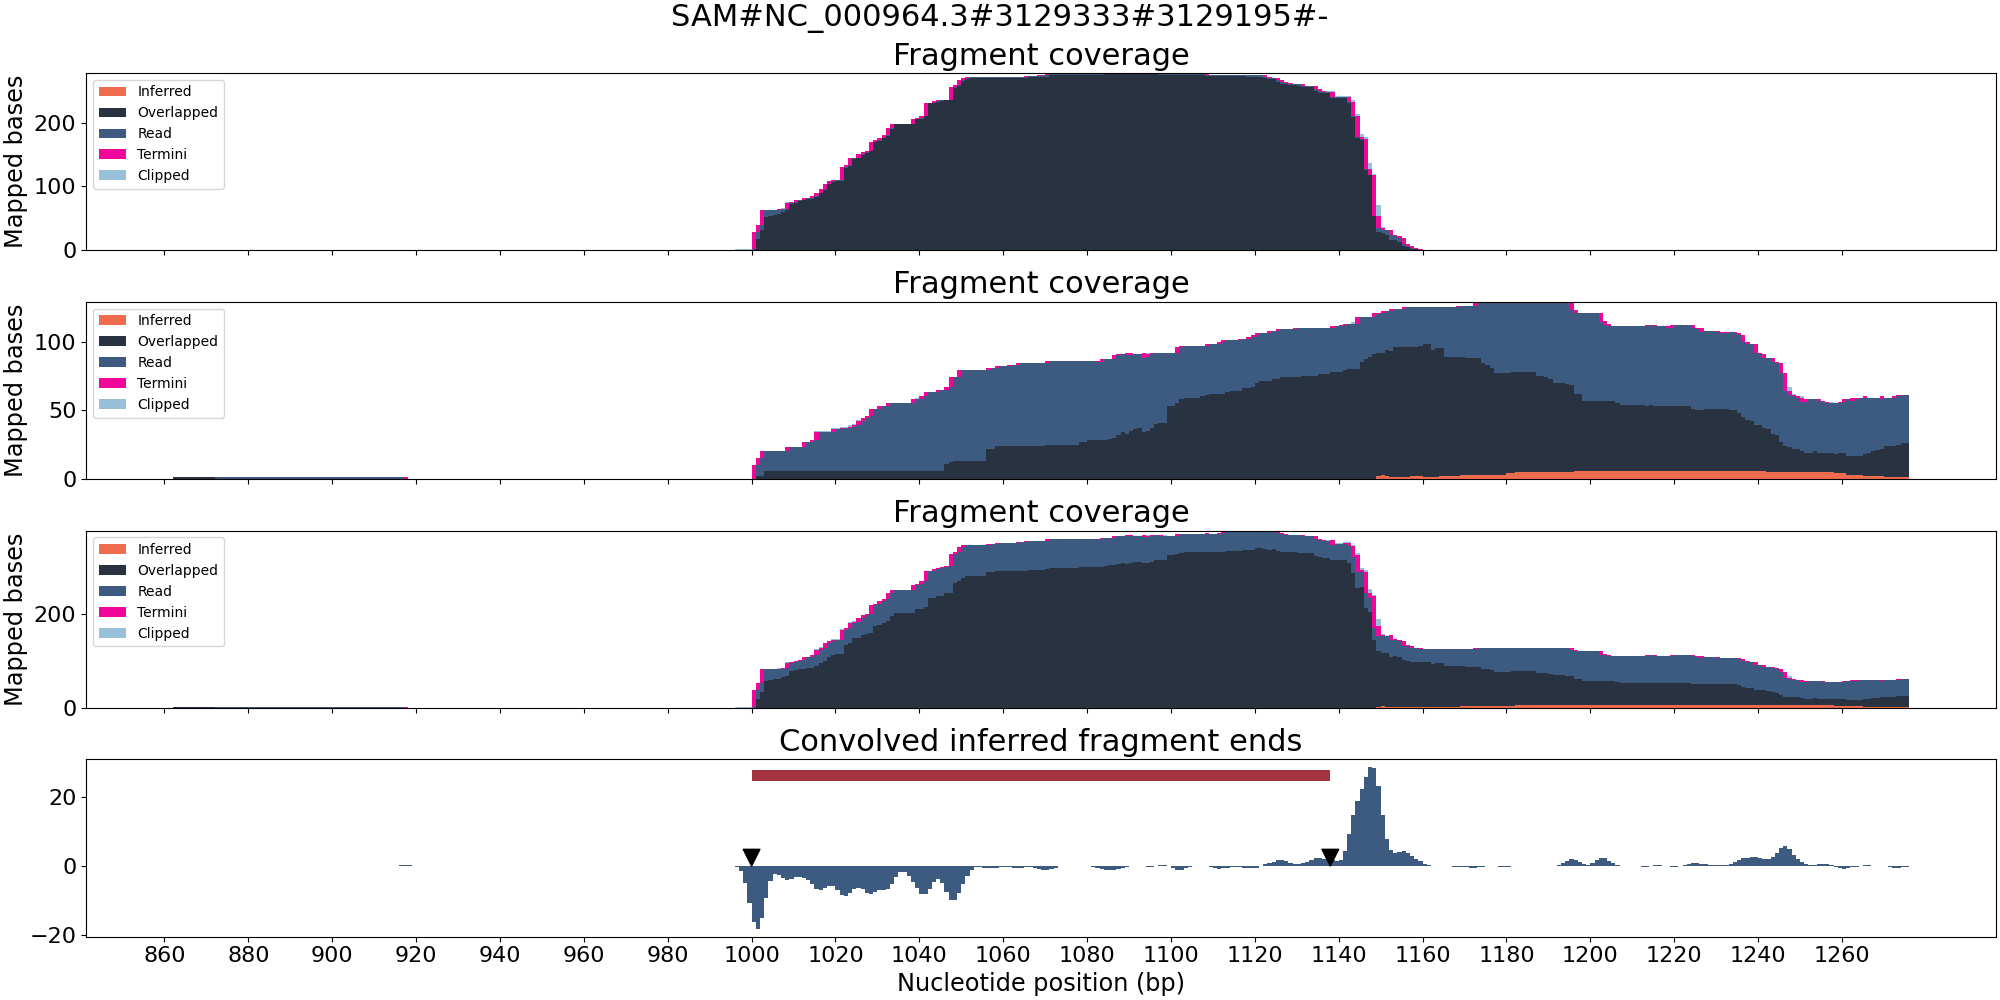 SAM#NC_000964.3#3129333#3129195#-
Fragment coverage
Mapped bases
200
100
0
Inferred
Overlapped
Read
Termini
Clipped
Fragment coverage
Mapped bases
100
50
0
Inferred
Overlapped
Read
Termini
Clipped
Fragment coverage
Mapped bases
200
0
Inferred
Overlapped
Read
Termini
Clipped
Convolved inferred fragment ends
20
0
−20
860 880 900 920 940 960 980 1000 1020 1040 1060 1080 1100 1120 1140 1160 1180 1200 1220 1240 1260
Nucleotide position (bp)